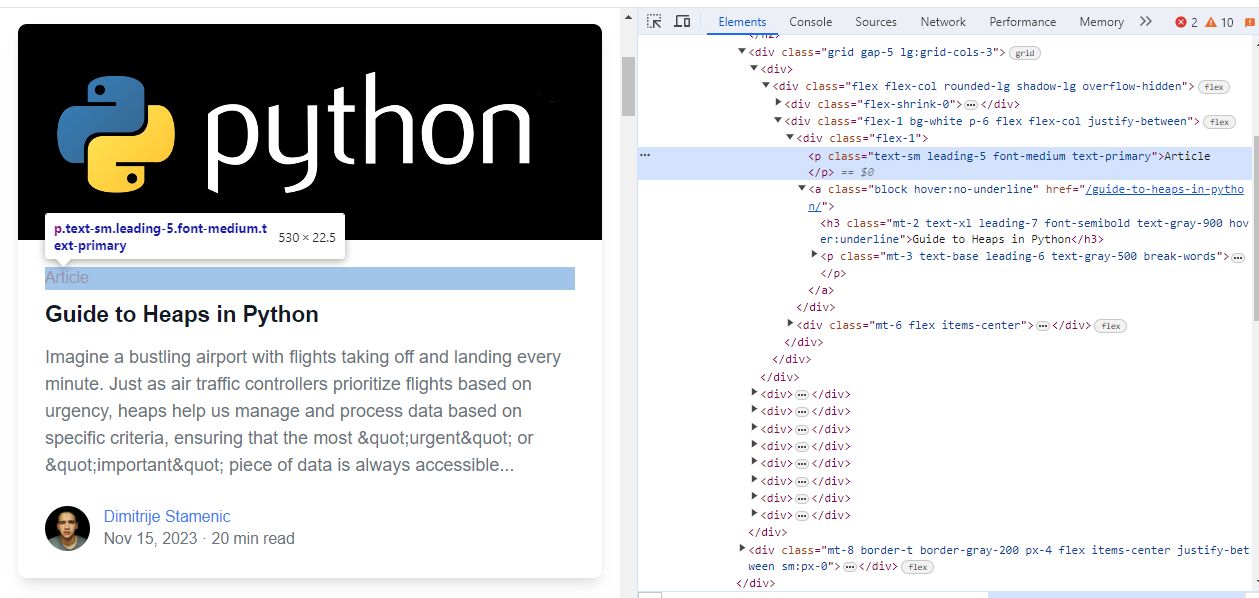 python
p.text-sm.leading-5.font-medium.t
ext-primary
530 × 22.5
Article
Guide to Heaps in Python
Imagine a bustling airport with flights taking off and landing every
minute. Just as air traffic controllers prioritize flights based on
urgency, heaps help us manage and process data based on
specific criteria, ensuring that the most &quot;urgent&quot; or
&quot;important&quot; piece of data is always accessible...
Dimitrije Stamenic
Nov 15, 2023 · 20 min read
Elements Console Sources Network Performance Memory 2 10
</h2>
<div class="grid gap-5 lg:grid-cols-3"> grid
<div>
<div class="flex flex-col rounded-lg shadow-lg overflow-hidden"> flex
<div class="flex-shrink-0"> </div>
<div class="flex-1 bg-white p-6 flex flex-col justify-between"> flex
<div class="flex-1">
<p class="text-sm leading-5 font-medium text-primary">Article
</p> == $0
<a class="block hover:no-underline" href="/guide-to-heaps-in-pytho
n/">
<h3 class="mt-2 text-xl leading-7 font-semibold text-gray-900 hov
er:underline">Guide to Heaps in Python</h3>
<p class="mt-3 text-base leading-6 text-gray-500 break-words">
</p>
</a>
</div>
<div class="mt-6 flex items-center"> </div> flex
</div>
</div>
</div>
<div> </div>
<div> </div>
<div> </div>
<div> </div>
<div> </div>
<div> </div>
<div> </div>
<div> </div>
</div>
<div class="mt-8 border-t border-gray-200 px-4 flex items-center justify-bet
ween sm:px-0"> </div> flex
</div>